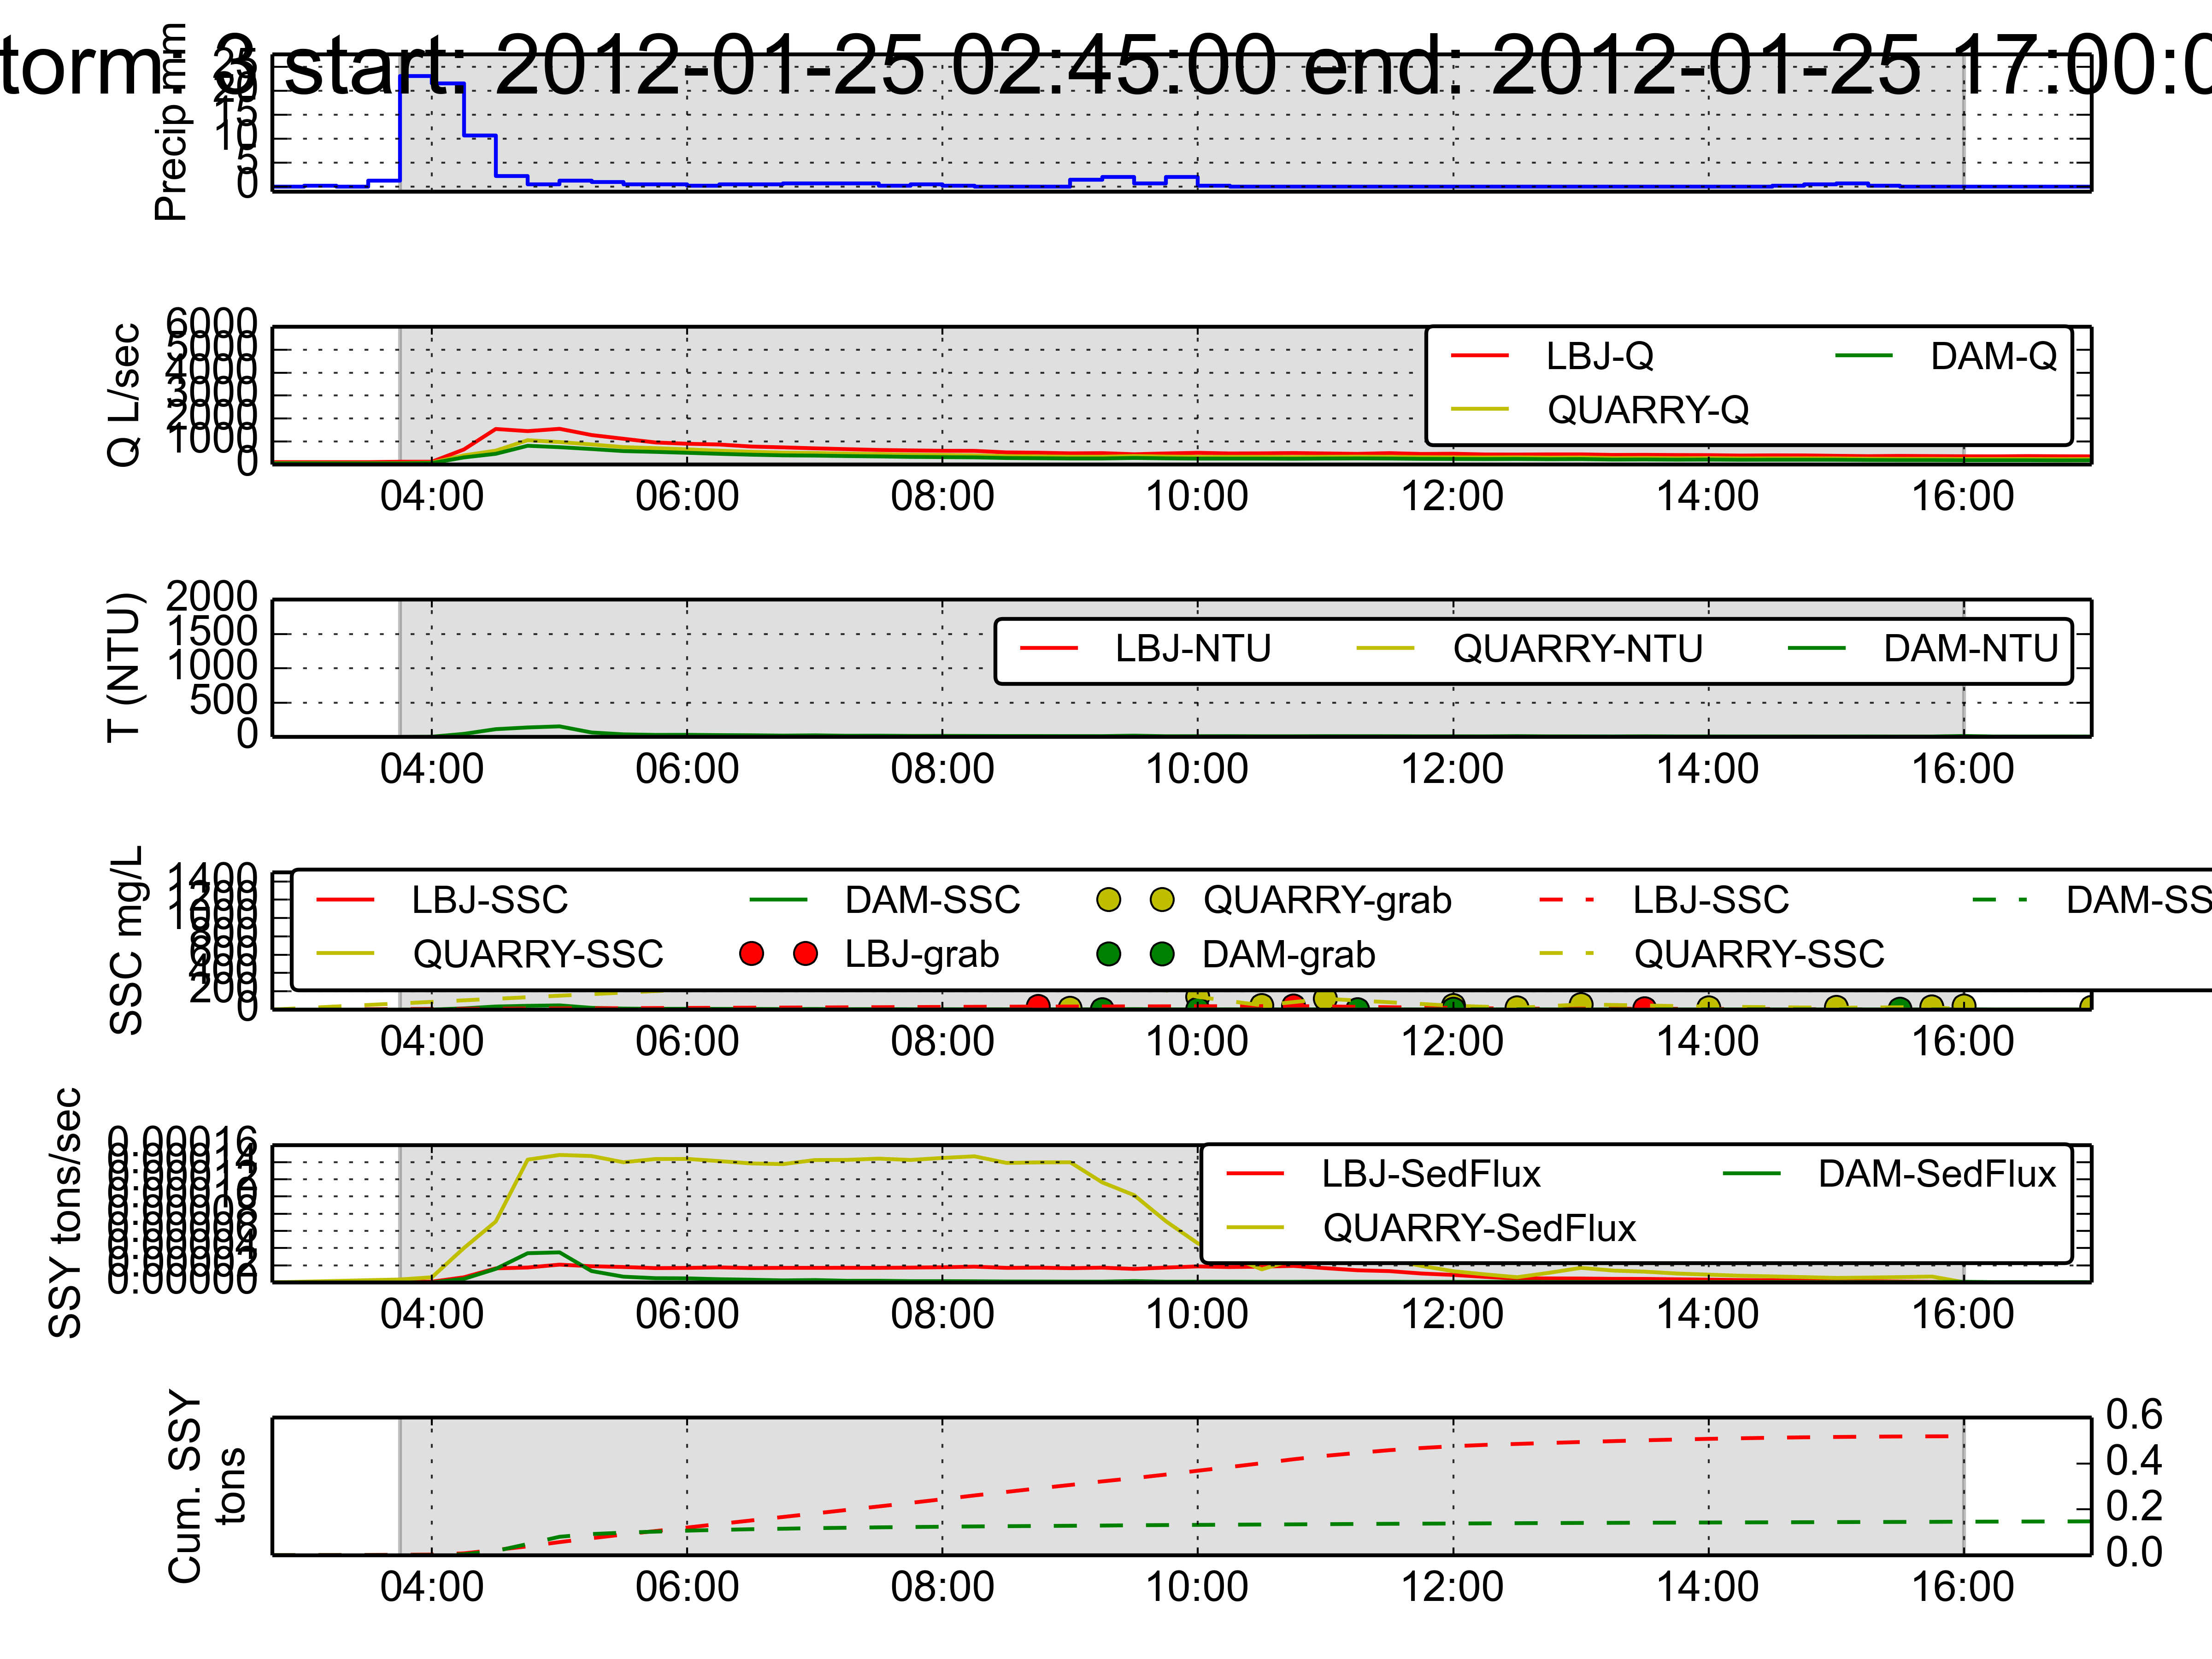 torm: 3 start: 2012-01-25 02:45:00 end: 2012-01-25 17:00:0
Precip mm
25
20
15
10
5
0
Q L/sec
6000
5000
4000
3000
2000
1000
0
LBJ-Q
DAM-Q
QUARRY-Q
04:00 06:00 08:00 10:00 12:00 14:00 16:00
T (NTU)
2000
1500
1000
500
0
LBJ-NTU QUARRY-NTU DAM-NTU
04:00 06:00 08:00 10:00 12:00 14:00 16:00
SSC mg/L
1400
1200
1000
800
600
400
200
0
LBJ-SSC DAM-SSC QUARRY-grab LBJ-SSC DAM-SS
QUARRY-SSC LBJ-grab DAM-grab QUARRY-SSC
04:00 06:00 08:00 10:00 12:00 14:00 16:00
SSY tons/sec
0.00016
0.00014
0.00012
0.00010
0.00008
0.00006
0.00004
0.00002
0.00000
LBJ-SedFlux DAM-SedFlux
QUARRY-SedFlux
04:00 06:00 08:00 10:00 12:00 14:00 16:00
Cum. SSY
tons
0.6
0.4
0.2
0.0
04:00 06:00 08:00 10:00 12:00 14:00 16:00